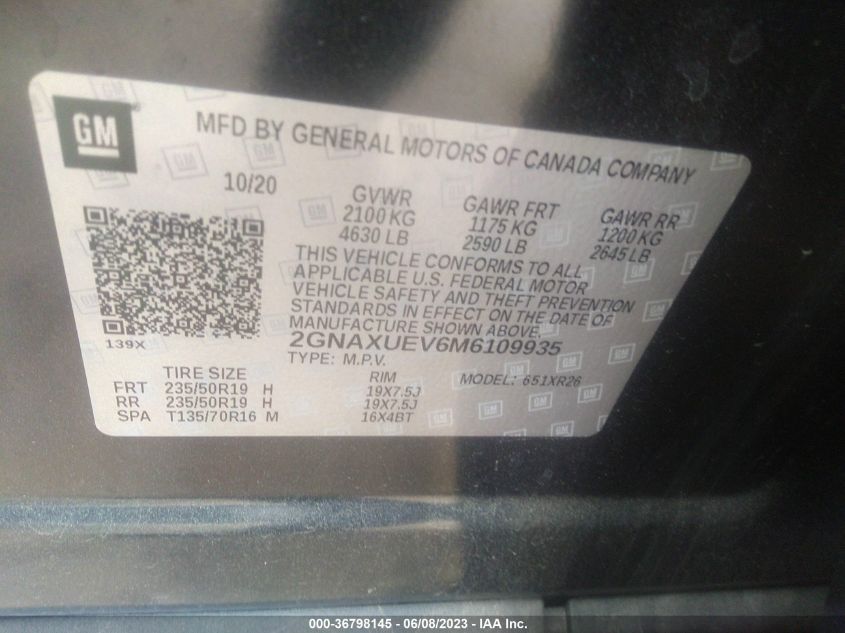 GM
MFD BY GENERAL MOTORS OF CANADA COMPANY
10/20
GVWR
2100 KG
4630 LB
GAWR FRT
1175 KG
2590 LB
GAWR RR
1200 KG
2645 LB
THIS VEHICLE CONFORMS TO ALL
APPLICABLE U.S. FEDERAL MOTOR
VEHICLE SAFETY AND THEFT PREVENTION
STANDARDS IN EFFECT ON THE DATE OF
MANUFACTURE SHOWN ABOVE.
2GNAXUEV6M6109935
TYPE: M.P.V.
MODEL: 651XR26
139X
TIRE SIZE RIM
FRT 235/50R19 H 19X7.5J
RR 235/50R19 H 19X7.5J
SPA T135/70R16 M 16X4BT
000-36798145 - 06/08/2023 - IAA Inc.